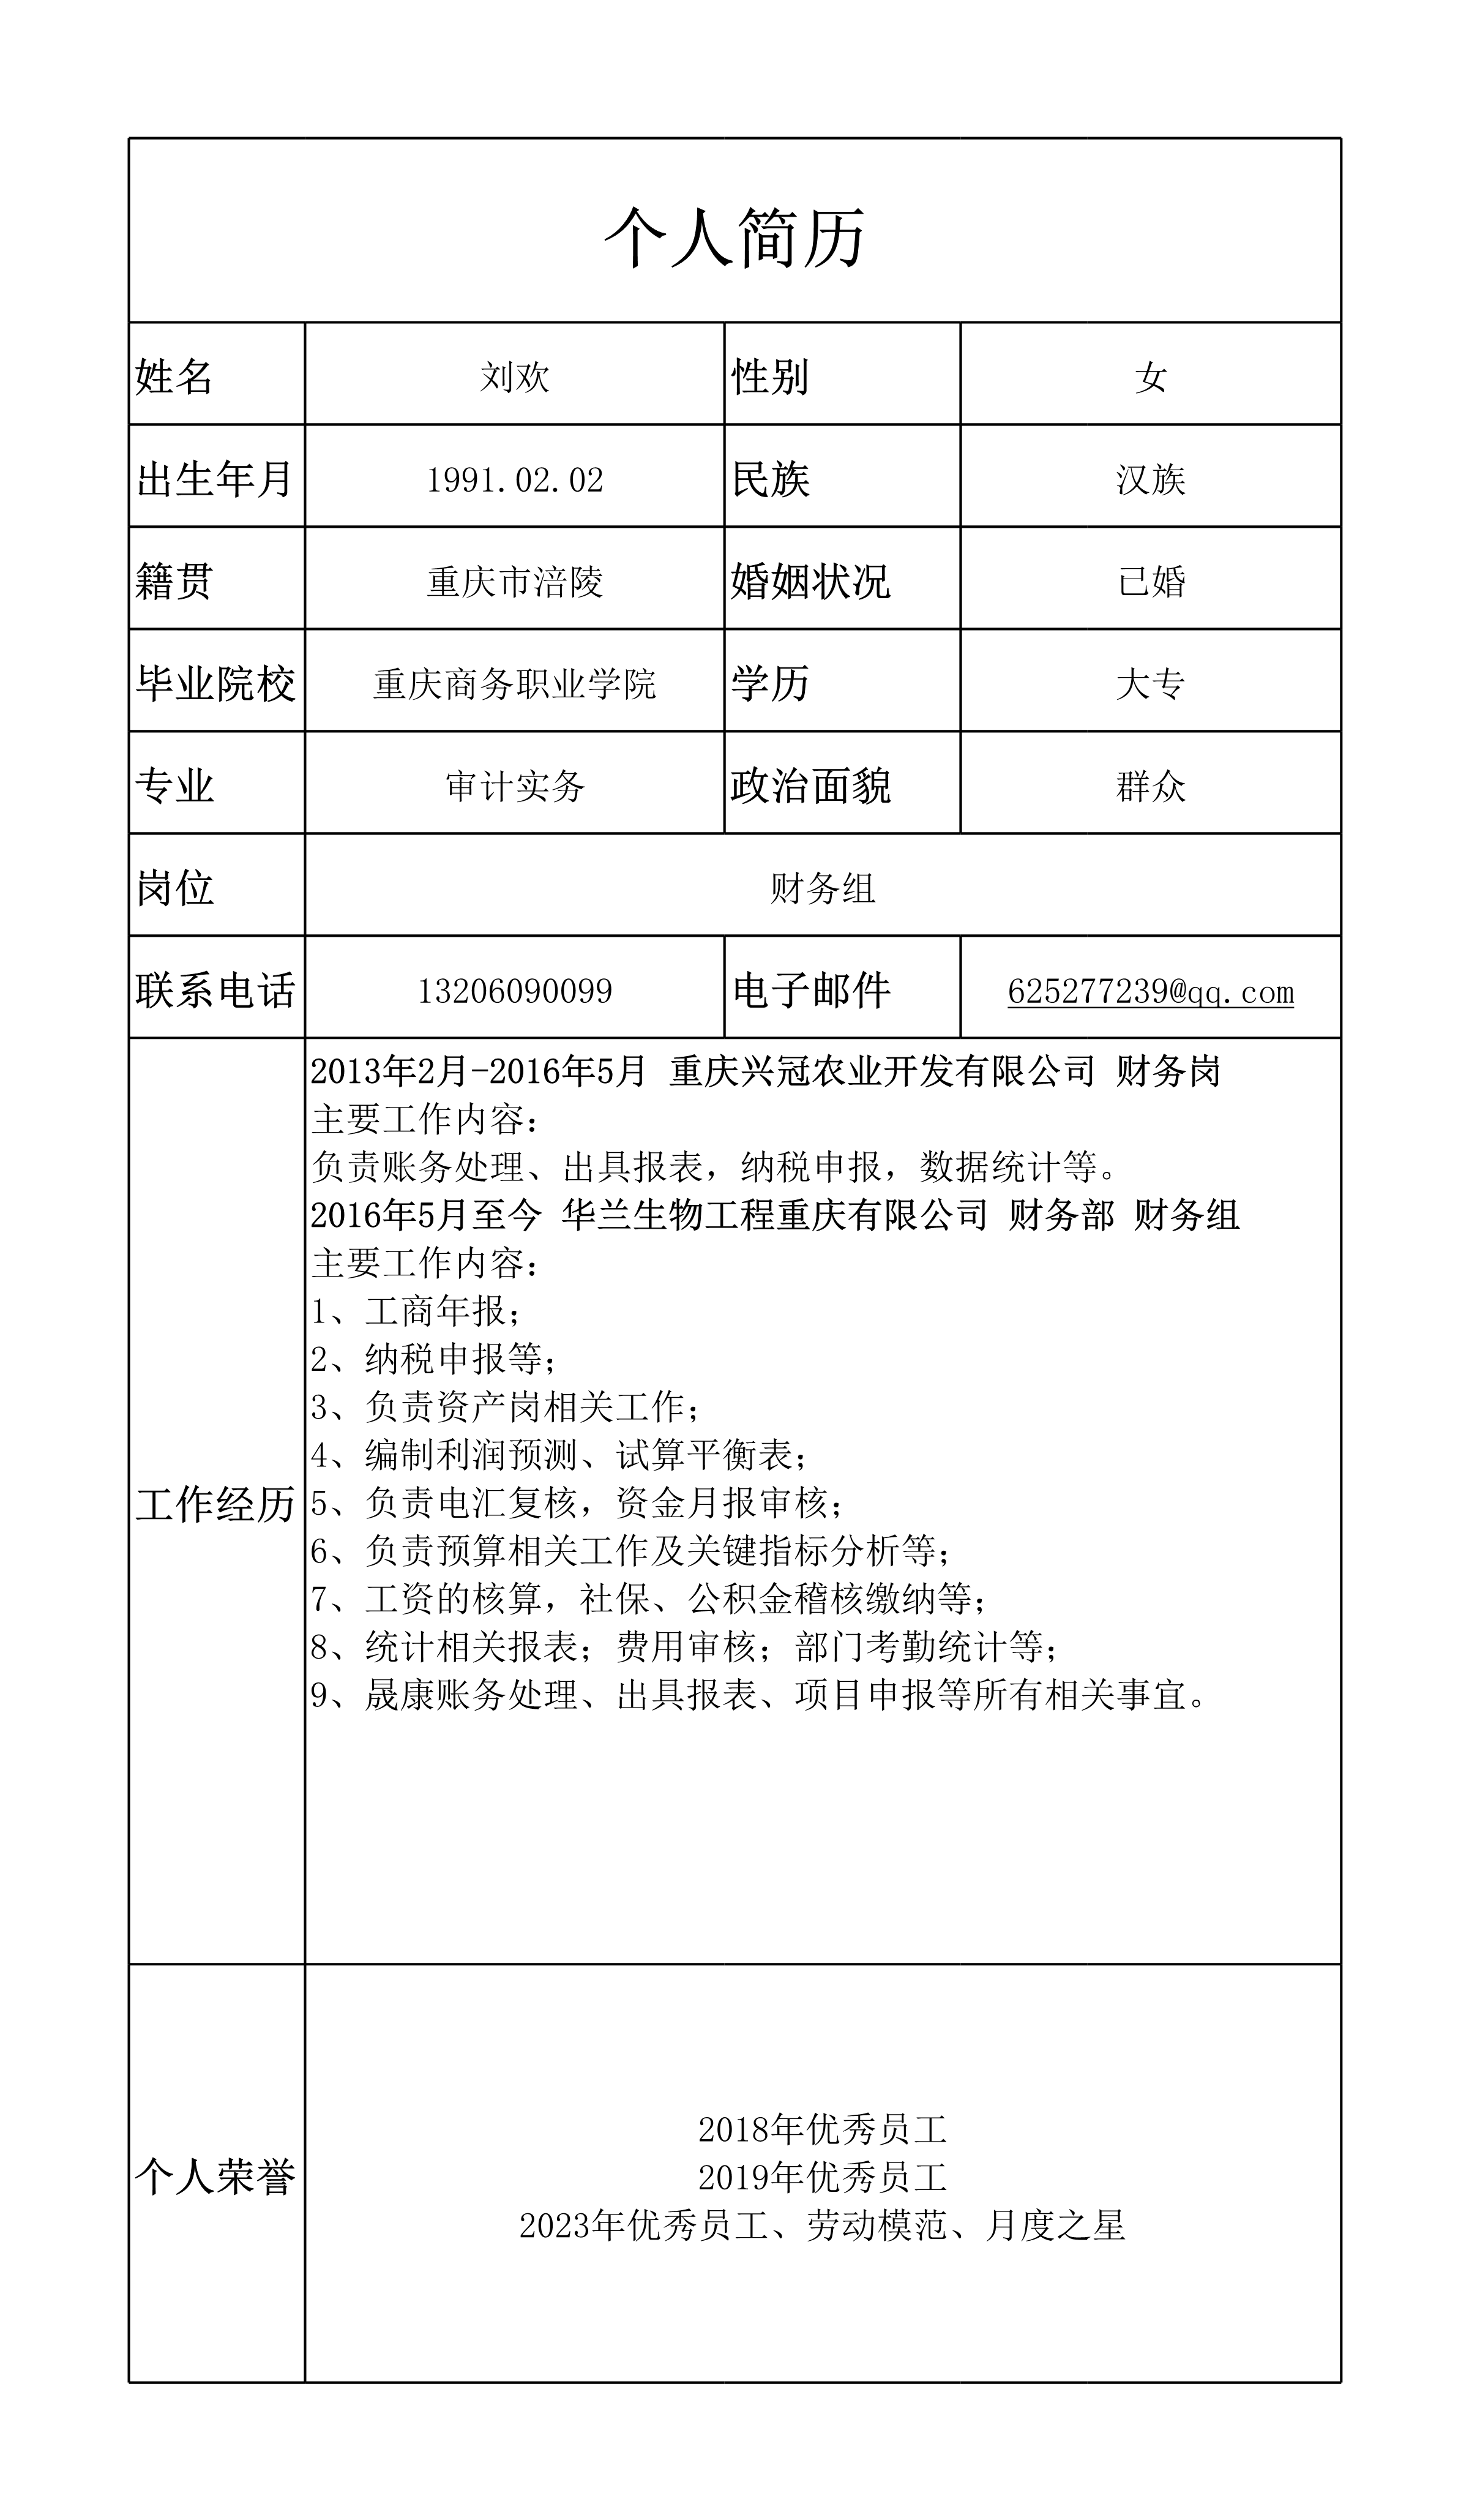 个人简历
姓名 刘欢 性别 女
出生年月 1991.02.02 民族 汉族
籍贯 重庆市涪陵 婚姻状况 已婚
毕业院校 重庆商务职业学院 学历 大专
专业 审计实务 政治面貌 群众
岗位 财务组
联系电话 13206090099 电子邮件 625277239@qq.com
工作经历
2013年2月-2016年5月 重庆兴冠农业开发有限公司 财务岗
主要工作内容：
负责账务处理、出具报表，纳税申报，数据统计等。
2016年5月至今 华兰生物工程重庆有限公司 财务部 财务组
主要工作内容：
1、工商年报；
2、纳税申报等；
3、负责资产岗相关工作；
4、编制利润预测、试算平衡表；
5、负责电汇复核，资金月报审核；
6、负责预算相关工作及关键指标分析等；
7、工资的核算，社保、公积金稽核缴纳等；
8、统计相关报表；费用审核；部门考勤统计等；
9、晟康账务处理、出具报表、项目申报等所有相关事宜。
个人荣誉
2018年优秀员工
2019年优秀员工
2023年优秀员工、劳动模范、月度之星